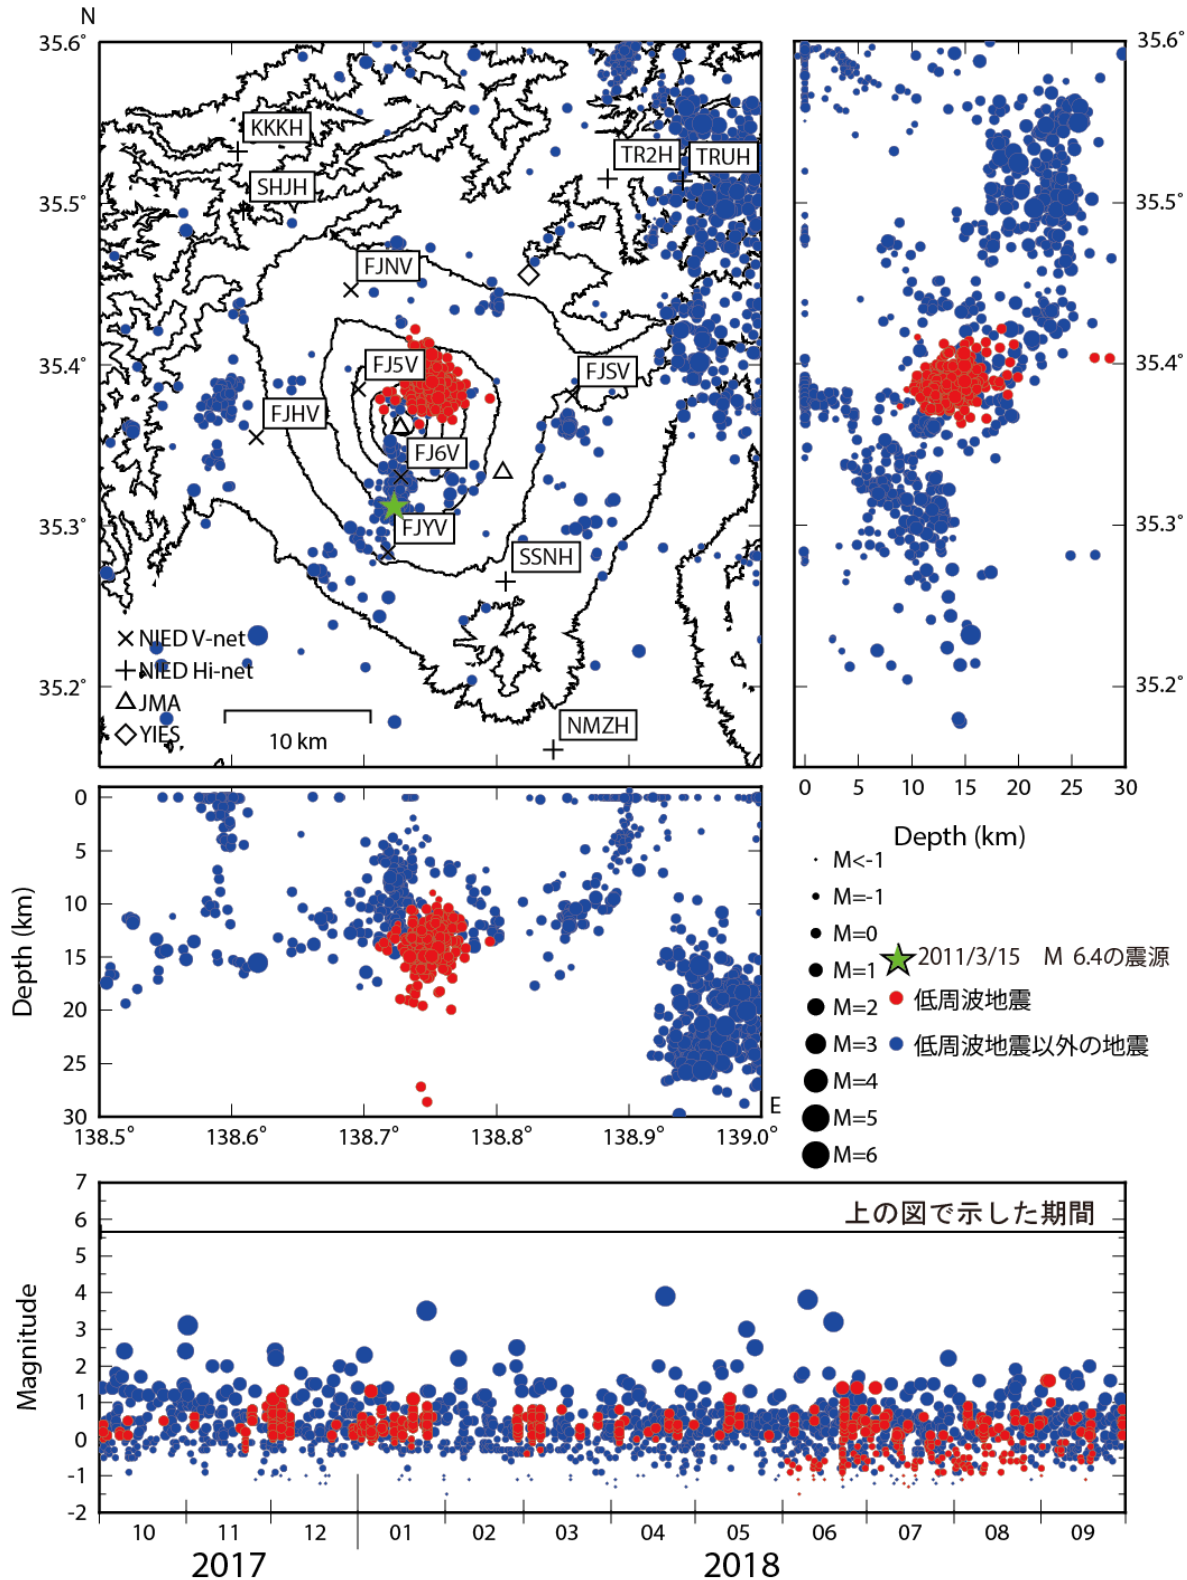 N
35.6°
35.5°
35.4°
35.3°
35.2°
KKKH
SHJH
TR2H
TRUH
FJNV
FJ5V
FJSV
FJHV
FJ6V
FJYV
SSNH
NMZH
NIED V-net
NIED Hi-net
JMA
YIES
10 km
35.6°
35.5°
35.4°
35.3°
35.2°
0 5 10 15 20 25 30
Depth (km)
0
5
10
15
20
25
30
Depth (km)
138.5° 138.6° 138.7° 138.8° 138.9° 139.0°
E
M<-1
M=-1
M=0
M=1
M=2
M=3
M=4
M=5
M=6
2011/3/15 M 6.4の震源
低周波地震
低周波地震以外の地震
7
6
5
4
3
2
1
0
-1
-2
Magnitude
上の図で示した期間
10 11 12 01 02 03 04 05 06 07 08 09
2017 2018